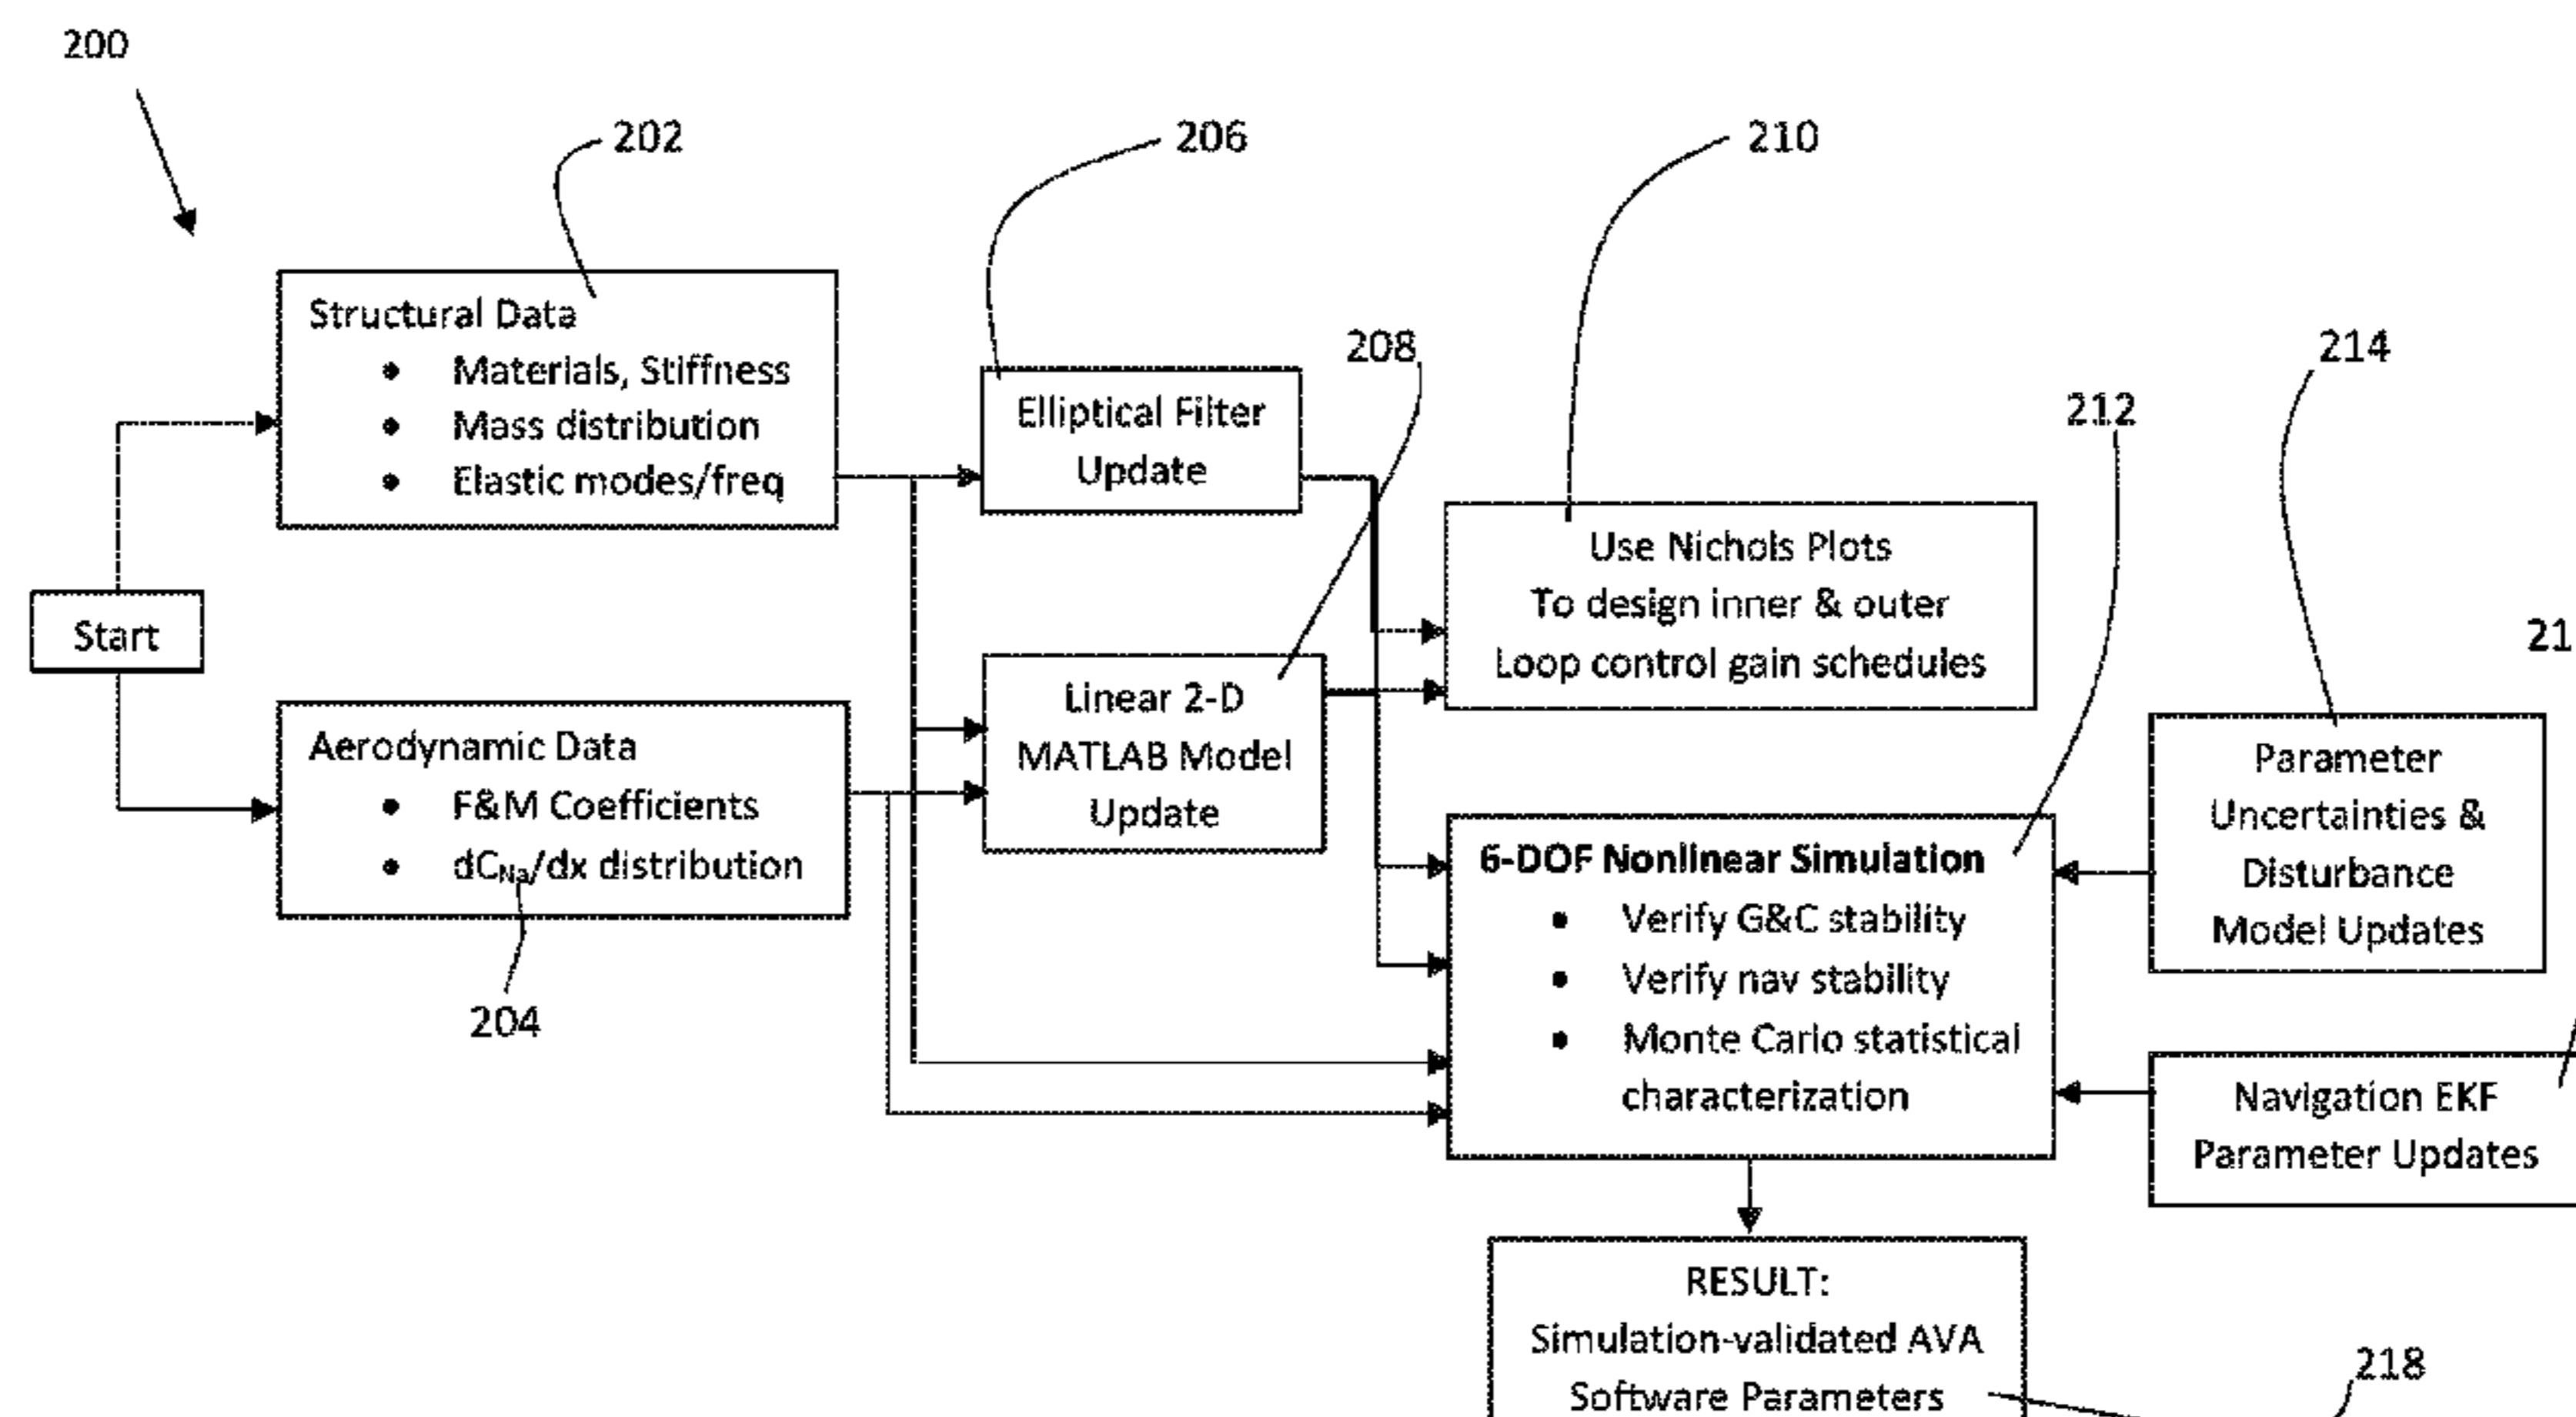 200
202
206
210
208
214
212
21
Structural Data
• Materials, Stiffness
• Mass distribution
• Elastic modes/freq
Elliptical Filter
Update
Use Nichols Plots
To design inner & outer
Loop control gain schedules
Start
Linear 2-D
MATLAB Model
Update
Aerodynamic Data
• F&M Coefficients
• dCNa/dx distribution
204
Parameter
Uncertainties &
Disturbance
Model Updates
6-DOF Nonlinear Simulation
• Verify G&C stability
• Verify nav stability
• Monte Carlo statistical
characterization
Navigation EKF
Parameter Updates
RESULT:
Simulation-validated AVA
Software Parameters
218